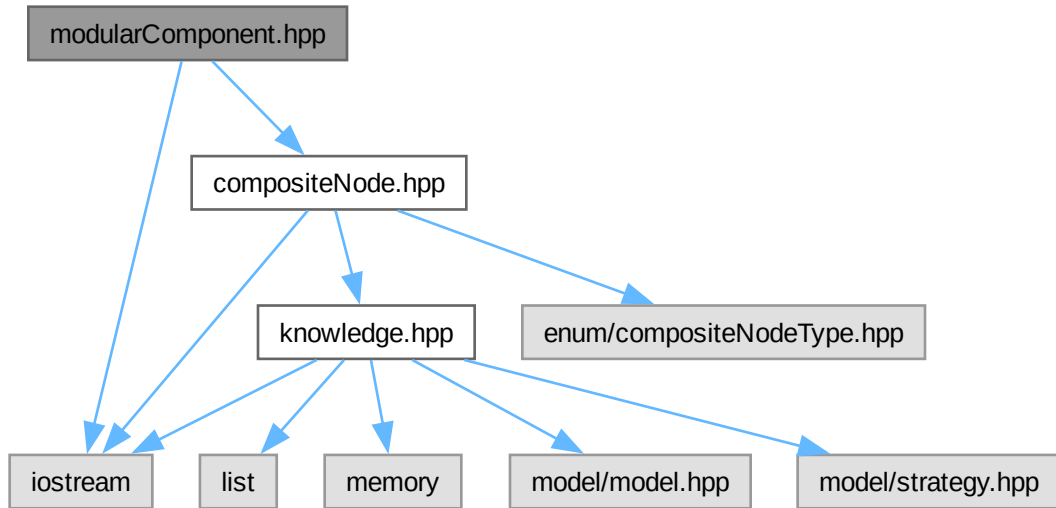 modularComponent.hpp
compositeNode.hpp
knowledge.hpp
enum/compositeNodeType.hpp
iostream
list
memory
model/model.hpp
model/strategy.hpp